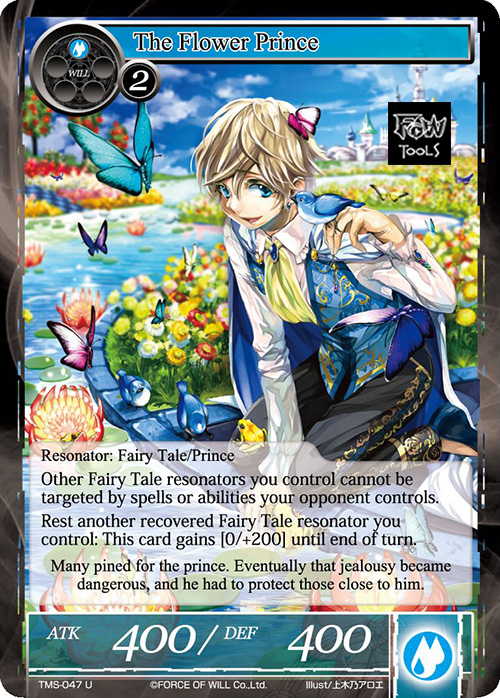 The Flower Prince
WILL
2
FOW
TOOLS
Resonator: Fairy Tale/Prince
Other Fairy Tale resonators you control cannot be
targeted by spells or abilities your opponent controls.
Rest another recovered Fairy Tale resonator you
control: This card gains [0/+200] until end of turn.
Many pined for the prince. Eventually that jealousy became
dangerous, and he had to protect those close to him.
ATK 400/ DEF 400
TMS-047 U ©FORCE OF WILL Co.,Ltd. Illust/上木乃アロエ